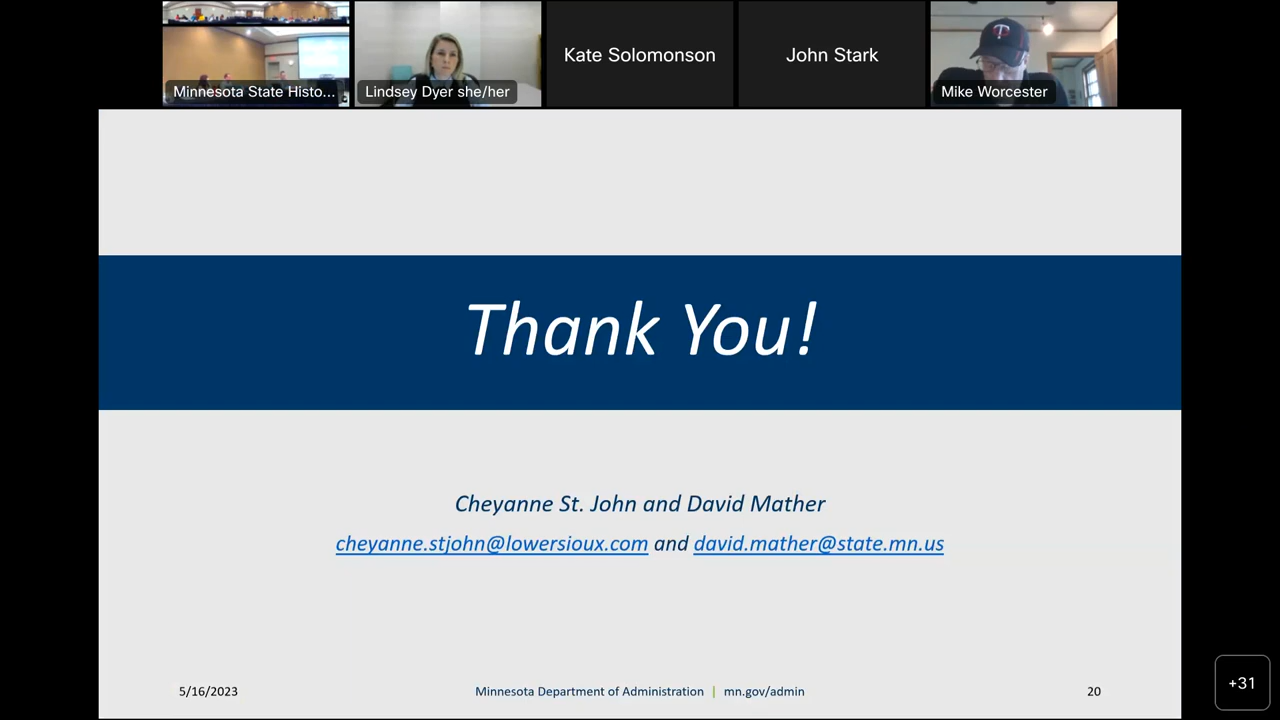 Minnesota State Histo...
Lindsey Dyer she/her
Kate Solomonson
John Stark
Mike Worcester
Thank You!
Cheyanne St. John and David Mather
cheyanne.stjohn@lowersioux.com and david.mather@state.mn.us
5/16/2023
Minnesota Department of Administration | mn.gov/admin
20
+31